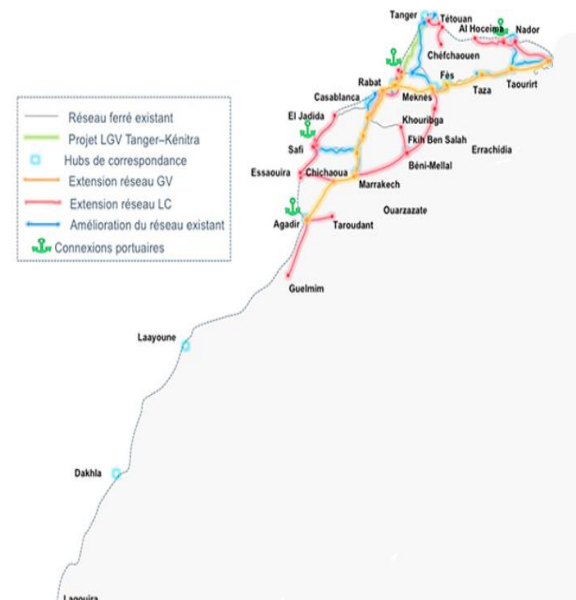 Tanger
Tétouan
Al Hoceima
Nador
Chéfchaouen
Fès
Taourirt
Taza
Rabat
Meknès
Casablanca
El Jadida
Khouribga
Fkih Ben Salah
Errachidia
Safi
Béni-Mellal
Essaouira
Chichaoua
Marrakech
Ouarzazate
Agadir
Taroudant
Guelmim
Laayoune
Dakhla
Lagouira
Réseau ferré existant
Projet LGV Tanger–Kénitra
Hubs de correspondance
Extension réseau GV
Extension réseau LC
Amélioration du réseau existant
Connexions portuaires